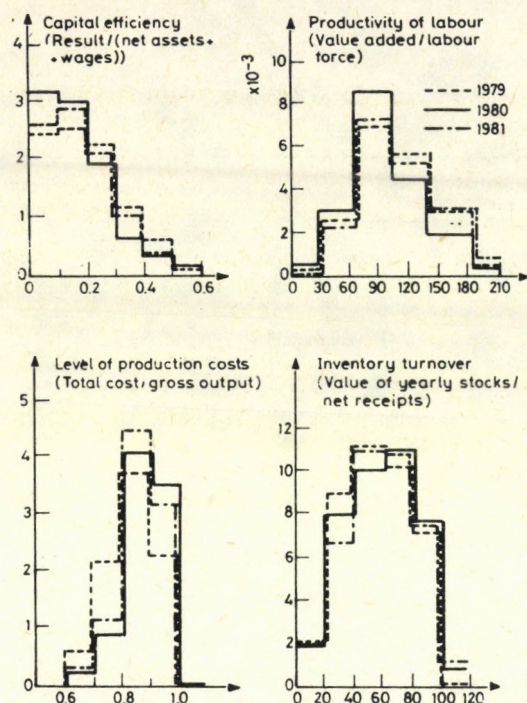 Capital efficiency
(Result/(net assets+
+wages))
4
3
2
1
0
0 0.2 0.4 0.6
Productivity of labour
(Value added/labour
force)
x10-3
10
8
6
4
2
0
1979
1980
1981
0 30 60 90 120 150 180 210
Level of production costs
(Total cost/gross output)
5
4
3
2
1
0
0.6 0.8 1.0
Inventory turnover
(Value of yearly stocks/
net receipts)
12
10
8
6
4
2
0
0 20 40 60 80 100 120